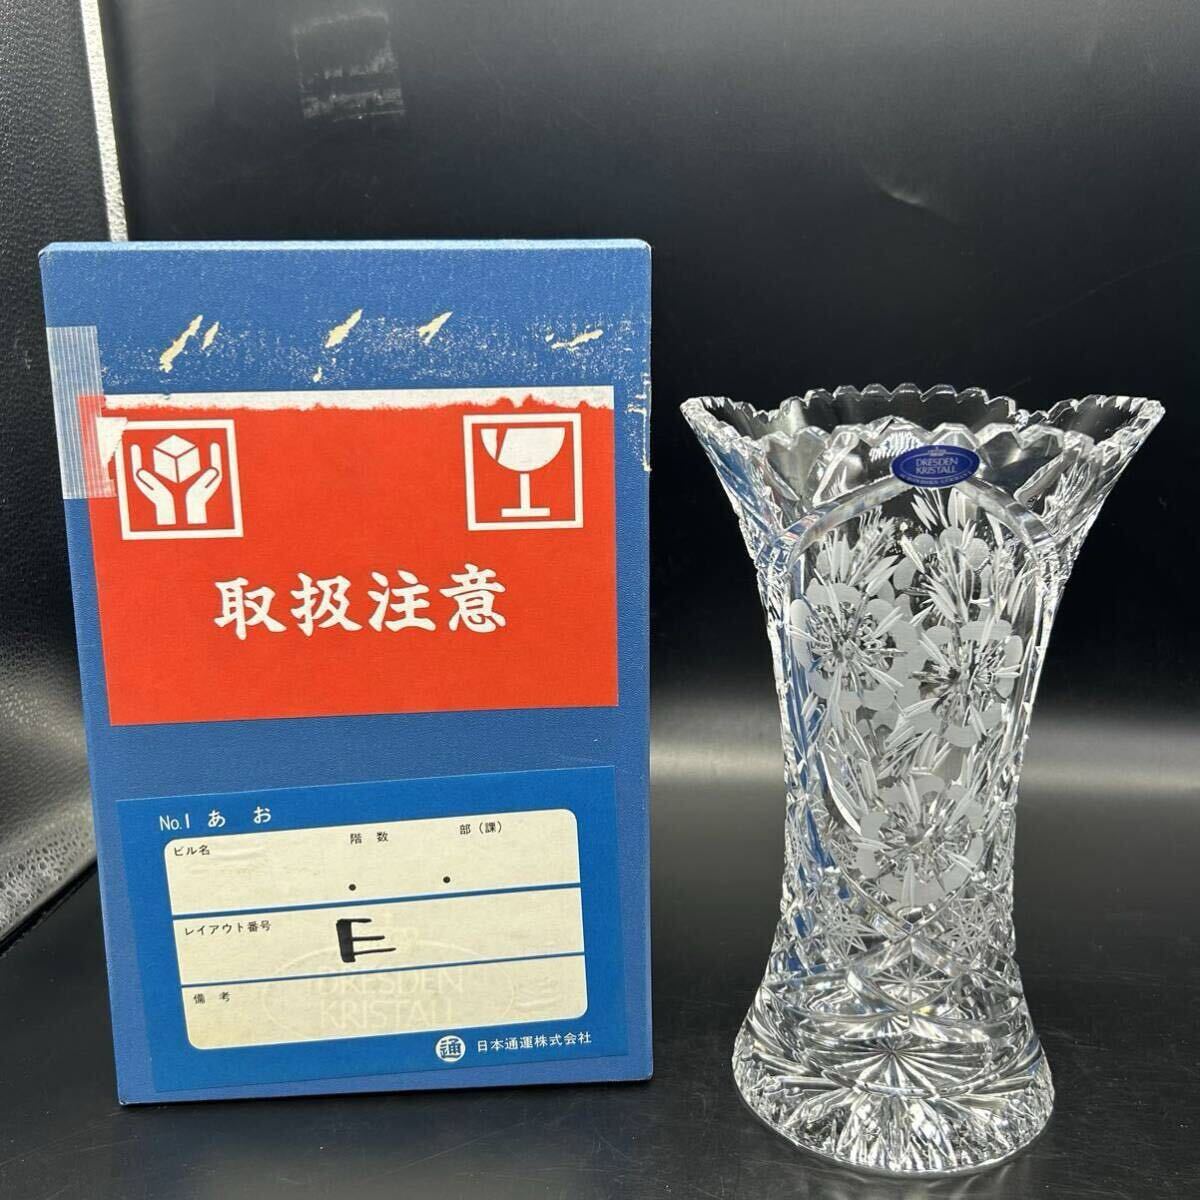 取扱注意
No.1 あ お
ビル名
階 数
部（課）
レイアウト番号
E
備 考
DRESDEN
KRISTALL
通 日本通運株式会社
DRESDEN
KRISTALL